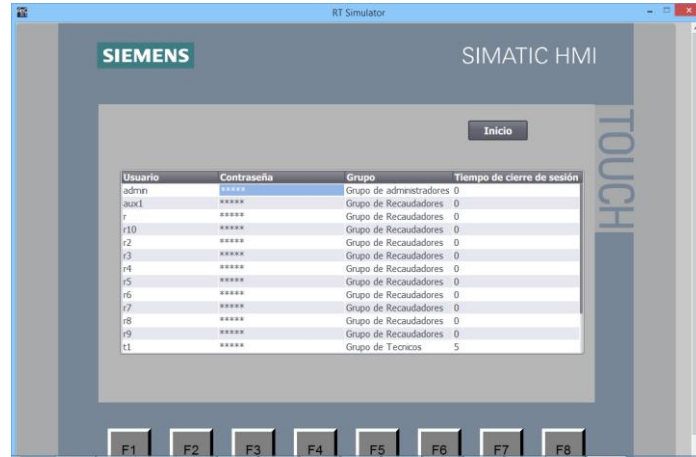 RT Simulator
SIEMENS
SIMATIC HMI
TOUCH
Inicio
Usuario Contraseña Grupo Tiempo de cierre de sesión
admin ***** Grupo de adminstradores 0
aux1 ***** Grupo de Recaudadores 0
r ***** Grupo de Recaudadores 0
r10 ***** Grupo de Recaudadores 0
r2 ***** Grupo de Recaudadores 0
r3 ***** Grupo de Recaudadores 0
r4 ***** Grupo de Recaudadores 0
r5 ***** Grupo de Recaudadores 0
r6 ***** Grupo de Recaudadores 0
r7 ***** Grupo de Recaudadores 0
r8 ***** Grupo de Recaudadores 0
r9 ***** Grupo de Recaudadores 0
t1 ***** Grupo de Tecnicos 5
F1 F2 F3 F4 F5 F6 F7 F8